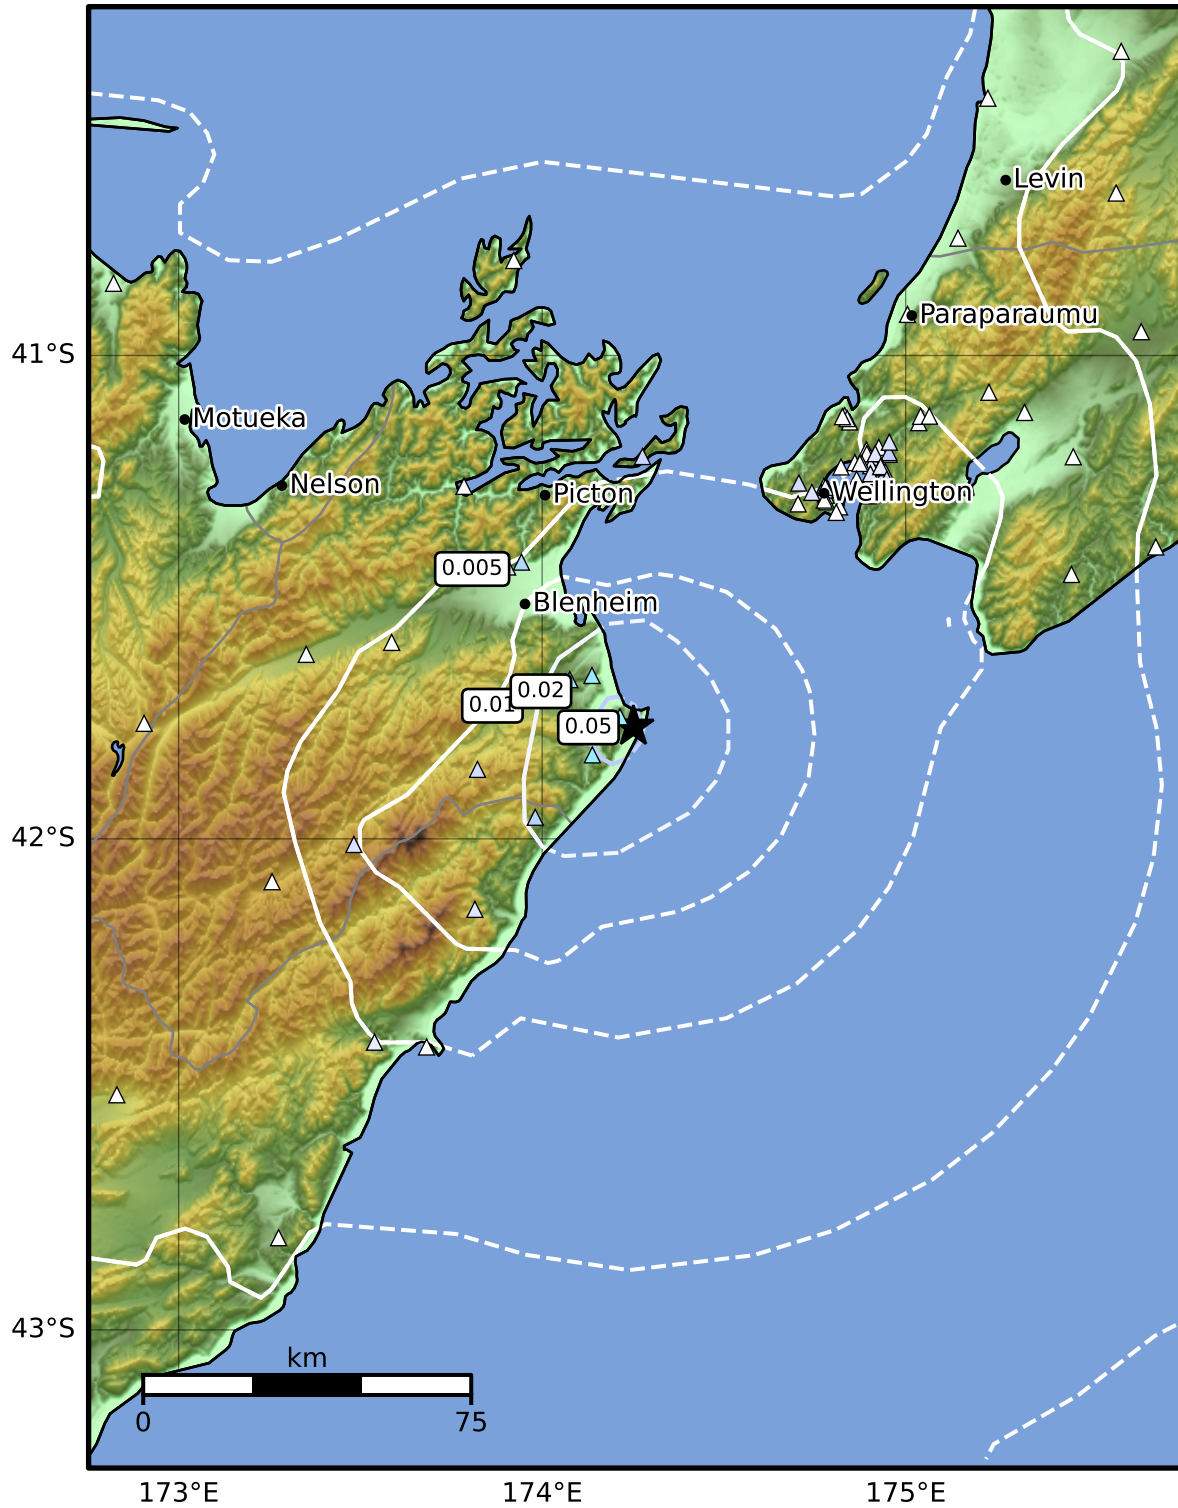 Levin
Paraparaumu
41°S
Motueka
Nelson
Picton
Wellington
0.005
Blenheim
0.02
0.01
0.05
42°S
43°S
km
0
75
173°E
174°E
175°E